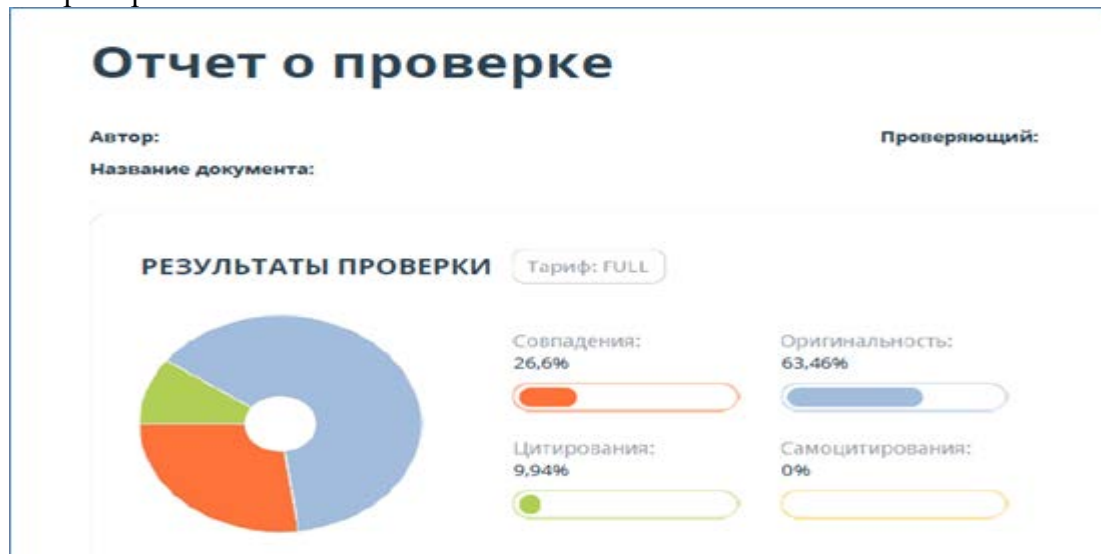 Отчет о проверке
Автор:
Проверяющий:
Название документа:
РЕЗУЛЬТАТЫ ПРОВЕРКИ
Тариф: FULL
Совпадения:
26,6%
Оригинальность:
63,46%
Цитирования:
9,94%
Самоцитирования:
0%